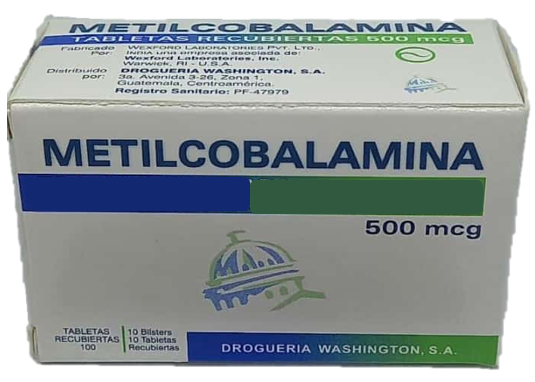 METILCOBALAMINA
TABLETAS RECUBIERTAS 500 mcg
Fabricado Por: WEXFORD LABORATORIES PVT. LTD.,
INDIA una empresa asociada de:
Wexford Laboratories, Inc.
Warwick, RI - U.S.A.
Distribuido por: DROGUERIA WASHINGTON, S.A.
3a. Avenida 3-26, Zona 1,
Guatemala, Centroamérica.
Registro Sanitario: PF-47979
METILCOBALAMINA
500 mcg
TABLETAS
RECUBIERTAS
100
10 Blisters
10 Tabletas
Recubiertas
DROGUERIA WASHINGTON, S.A.